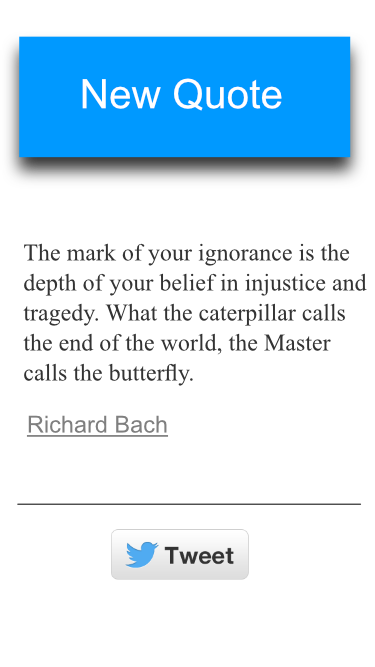 New Quote
The mark of your ignorance is the
depth of your belief in injustice and
tragedy. What the caterpillar calls
the end of the world, the Master
calls the butterfly.
Richard Bach
Tweet